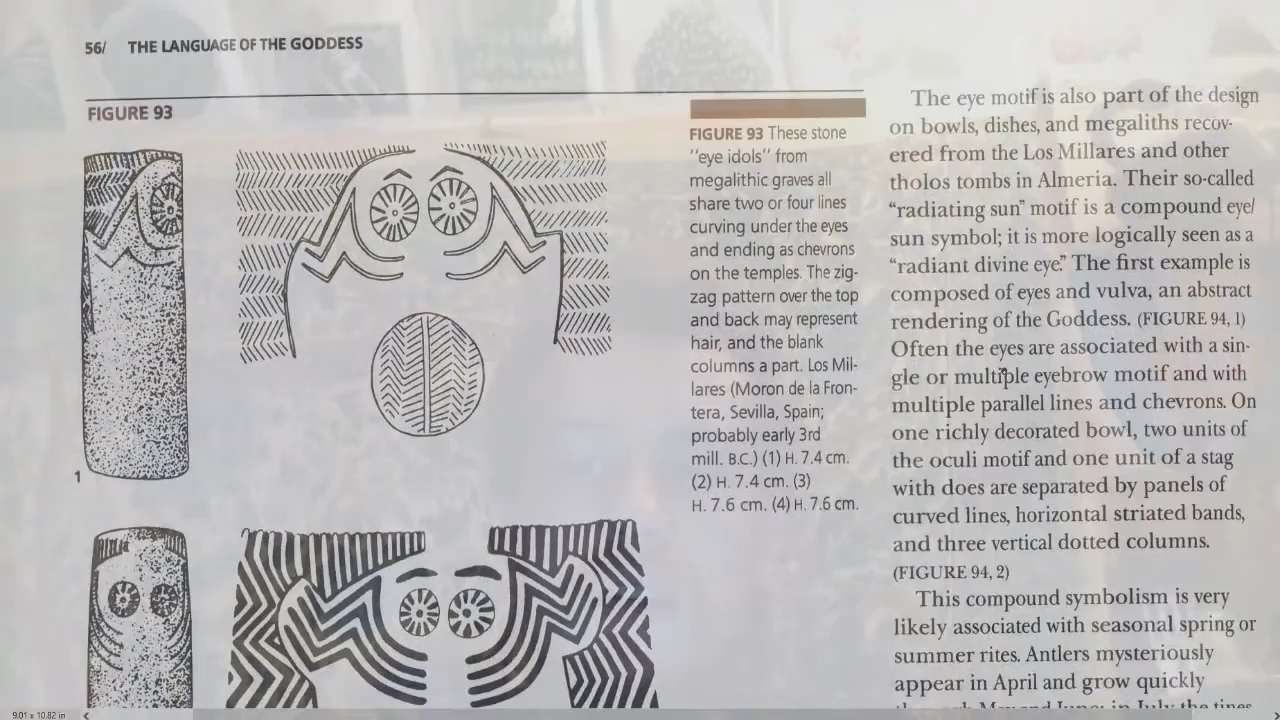 56/ THE LANGUAGE OF THE GODDESS
FIGURE 93
1
FIGURE 93 These stone
"eye idols" from
megalithic graves all
share two or four lines
curving under the eyes
and ending as chevrons
on the temples. The zig-
zag pattern over the top
and back may represent
hair, and the blank
columns a part. Los Mil-
lares (Moron de la Fron-
tera, Sevilla, Spain;
probably early 3rd
mill. B.C.) (1) H. 7.4 cm.
(2) H. 7.4 cm. (3)
H. 7.6 cm. (4) H. 7.6 cm.
The eye motif is also part of the design
on bowls, dishes, and megaliths recov-
ered from the Los Millares and other
tholos tombs in Almeria. Their so-called
“radiating sun” motif is a compound eye/
sun symbol; it is more logically seen as a
“radiant divine eye.” The first example is
composed of eyes and vulva, an abstract
rendering of the Goddess. (FIGURE 94, 1)
Often the eyes are associated with a sin-
gle or multiple eyebrow motif and with
multiple parallel lines and chevrons. On
one richly decorated bowl, two units of
the oculi motif and one unit of a stag
with does are separated by panels of
curved lines, horizontal striated bands,
and three vertical dotted columns.
(FIGURE 94, 2)
This compound symbolism is very
likely associated with seasonal spring or
summer rites. Antlers mysteriously
appear in April and grow quickly
through May and June; in July the tines
9.01 x 10.82 in